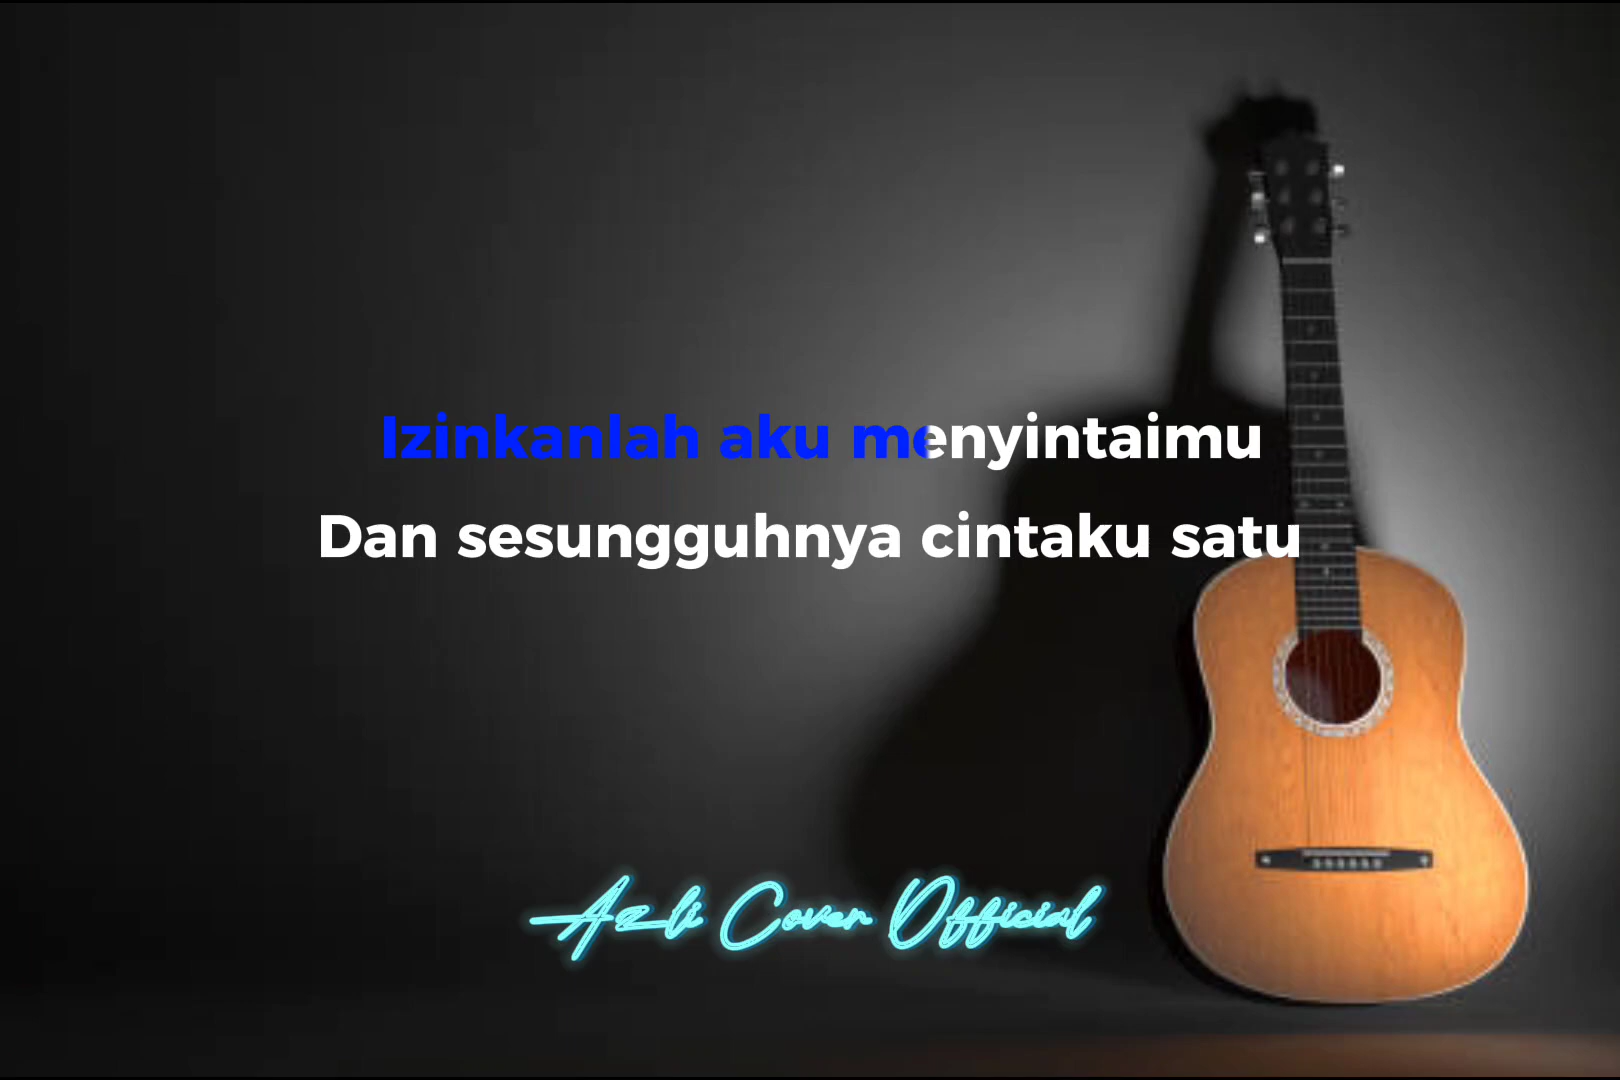 Izinkanlah aku menyintaimu
Dan sesungguhnya cintaku satu
Azli Cover Official